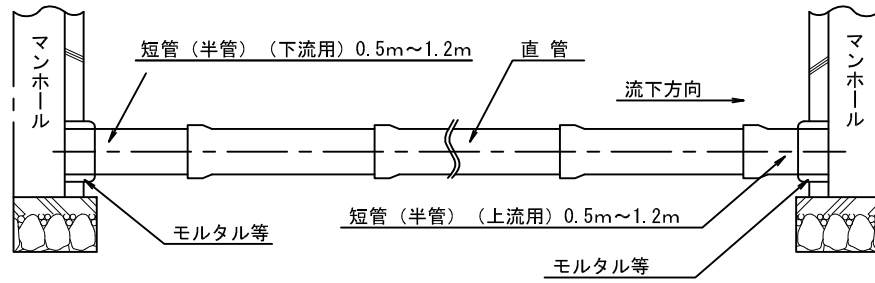 マンホール
短管（半管）（下流用）0.5m～1.2m
直 管
流下方向
マンホール
短管（半管）（上流用）0.5m～1.2m
モルタル等
モルタル等